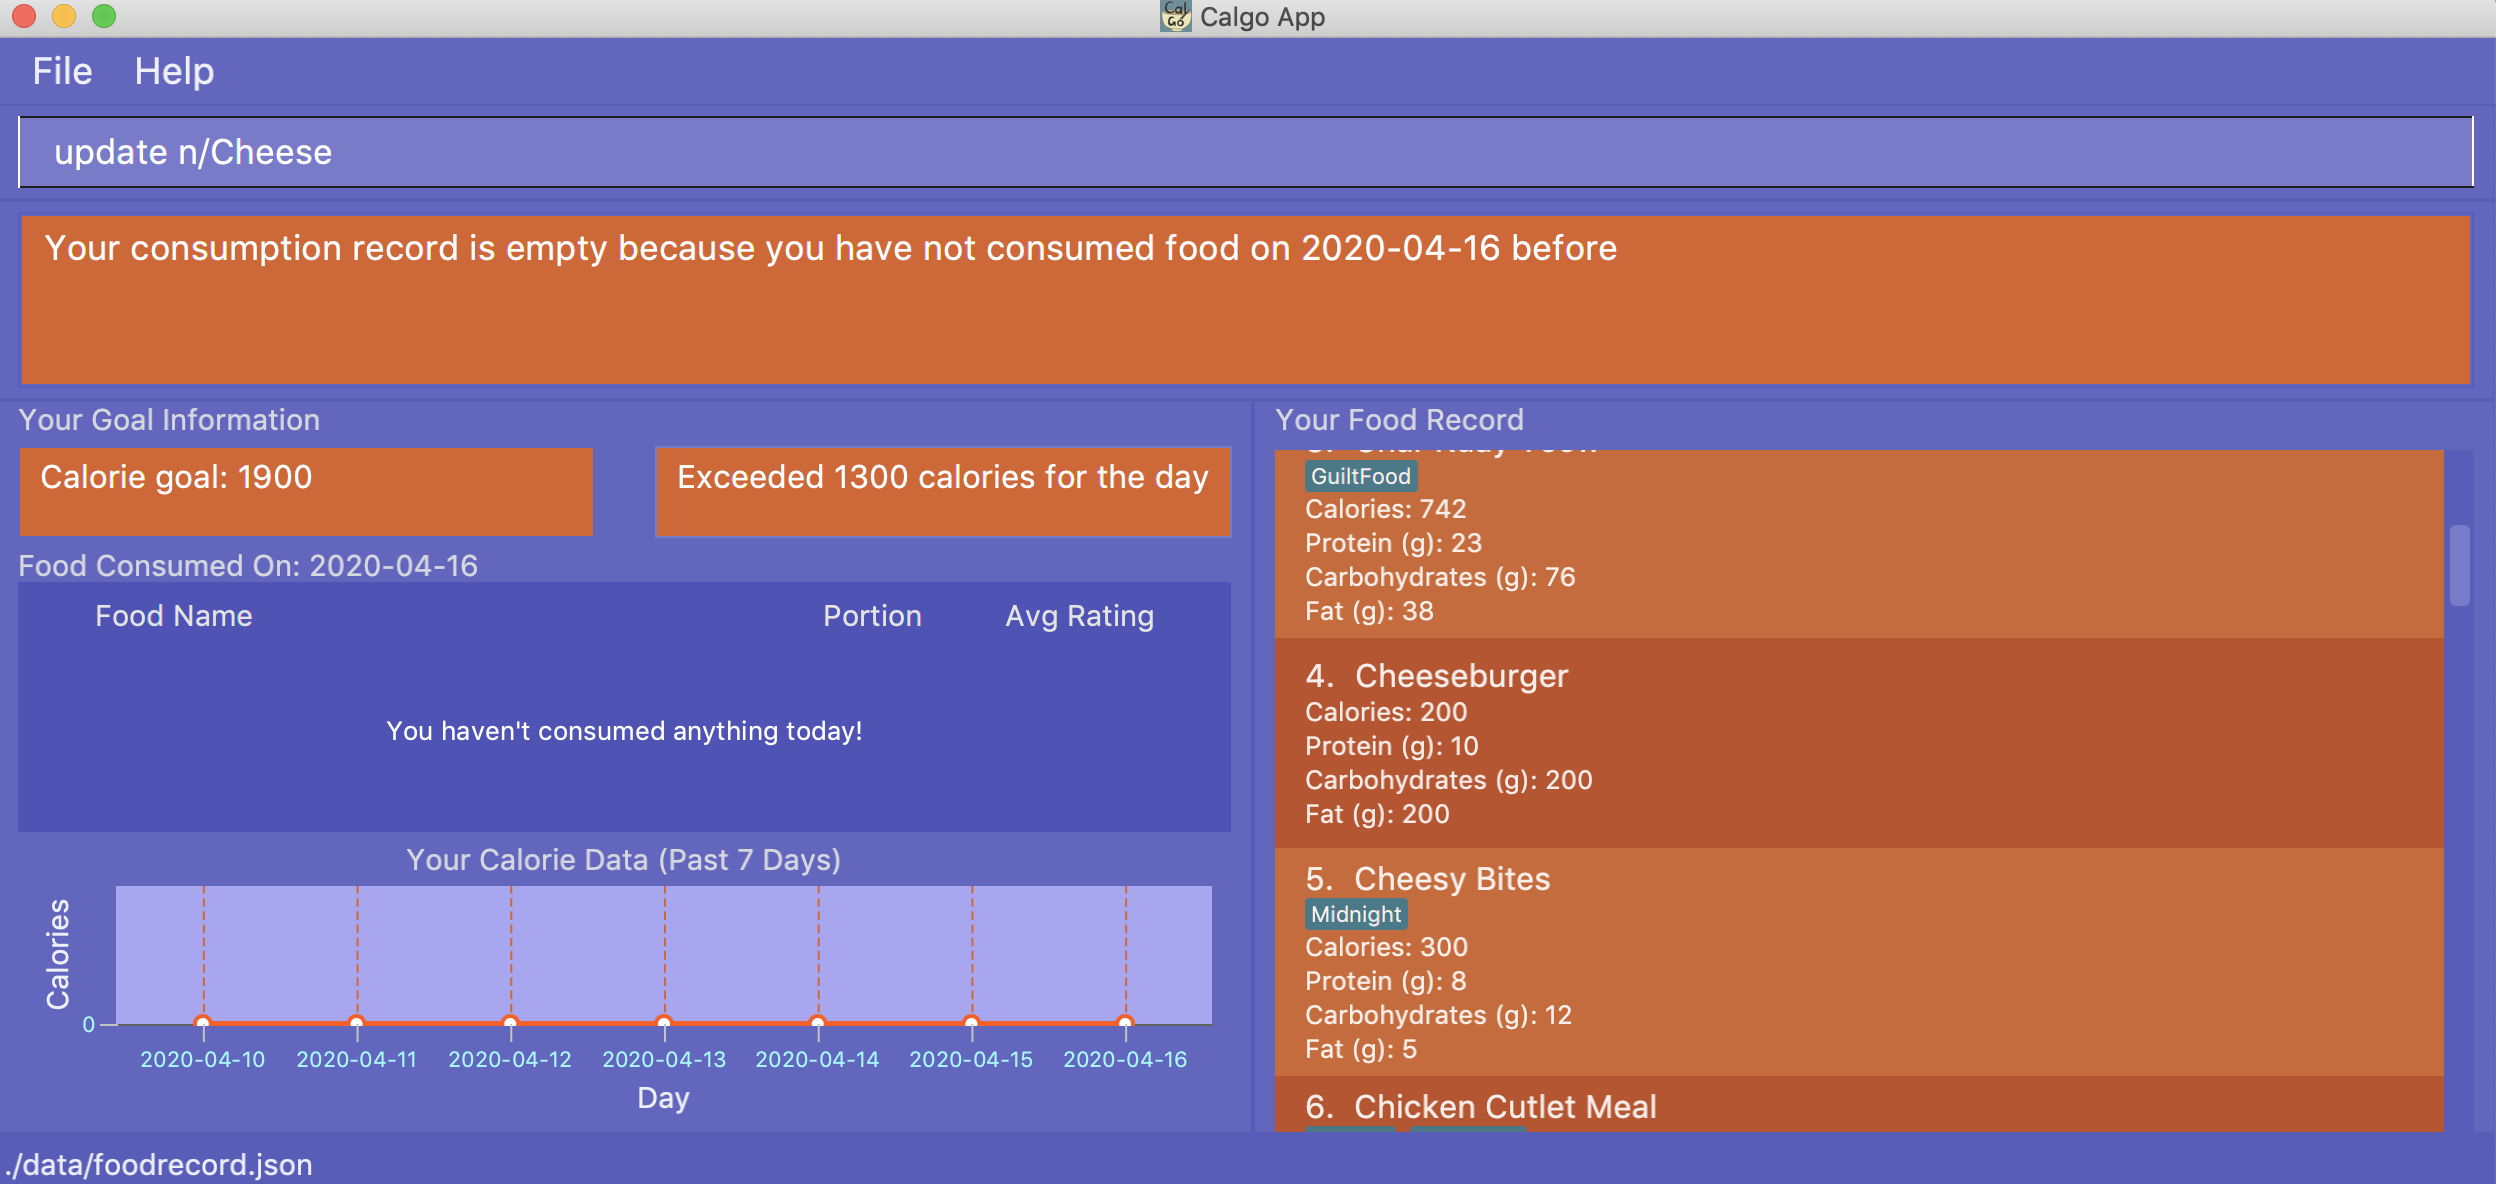 Cal
Go
Calgo App
File Help
update n/Cheese
Your consumption record is empty because you have not consumed food on 2020-04-16 before
Your Goal Information
Calorie goal: 1900
Exceeded 1300 calories for the day
Food Consumed On: 2020-04-16
Food Name Portion Avg Rating
You haven't consumed anything today!
Your Calorie Data (Past 7 Days)
Calories
0
2020-04-10 2020-04-11 2020-04-12 2020-04-13 2020-04-14 2020-04-15 2020-04-16
Day
Your Food Record
GuiltFood
Calories: 742
Protein (g): 23
Carbohydrates (g): 76
Fat (g): 38
4. Cheeseburger
Calories: 200
Protein (g): 10
Carbohydrates (g): 200
Fat (g): 200
5. Cheesy Bites
Midnight
Calories: 300
Protein (g): 8
Carbohydrates (g): 12
Fat (g): 5
6. Chicken Cutlet Meal
./data/foodrecord.json